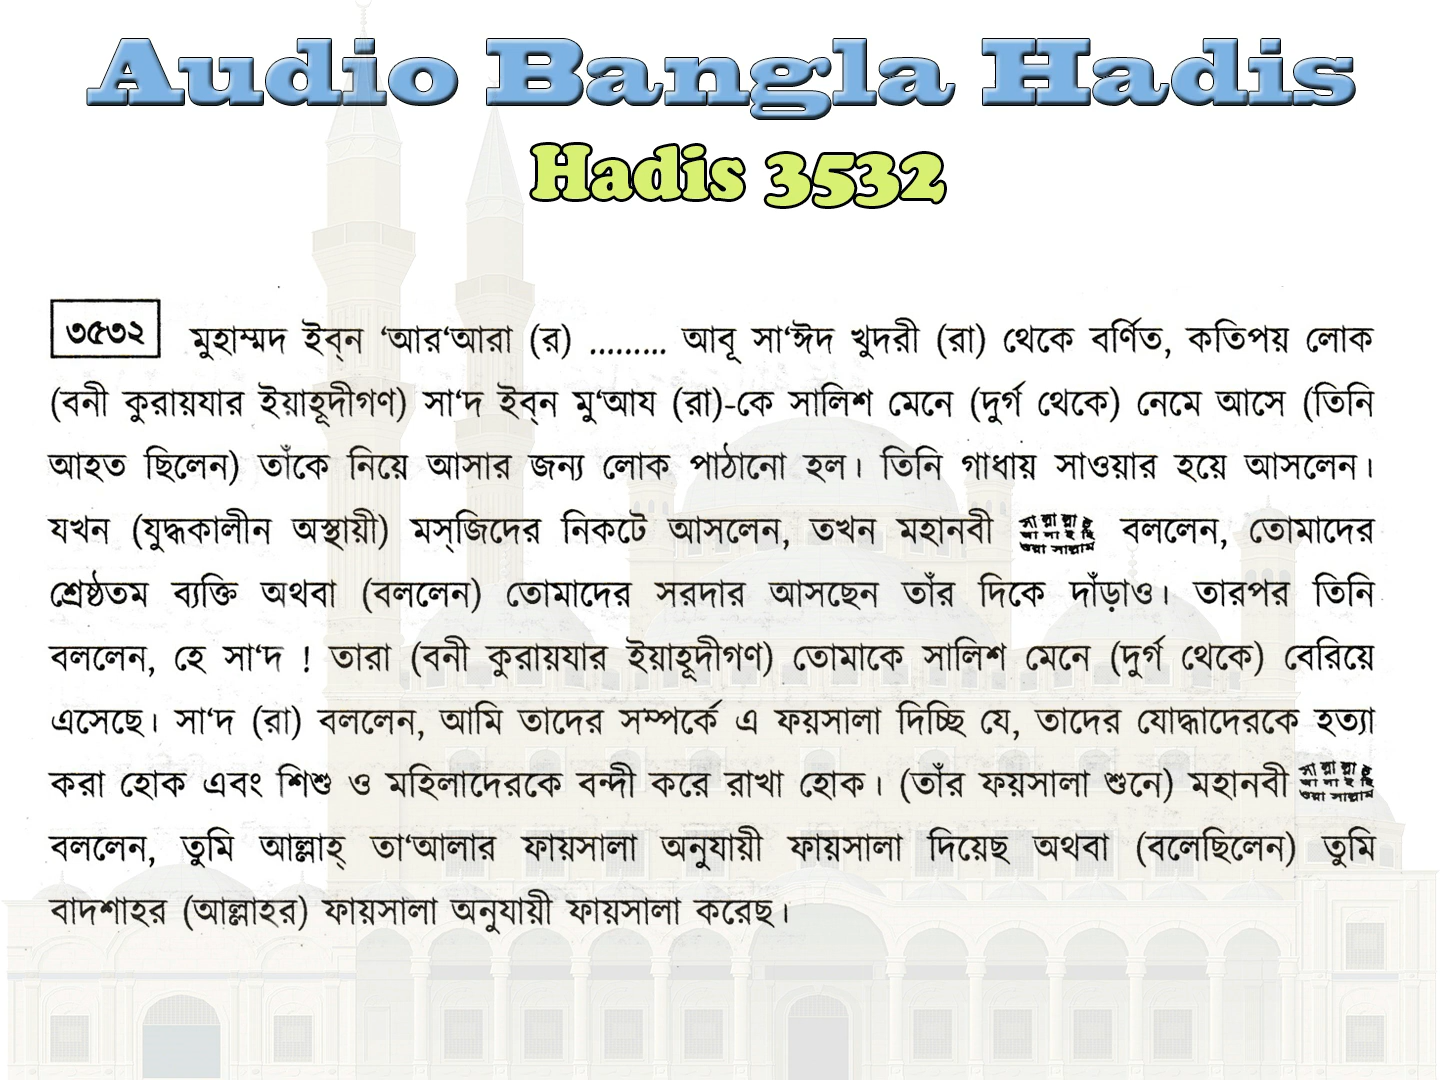 Audio Bangla Hadis
Hadis 3532
৩৫৩২ মুহাম্মদ ইব্‌ন ‘আর‘আরা (র) ......... আবূ সা‘ঈদ খুদরী (রা) থেকে বর্ণিত, কতিপয় লোক
(বনী কুরায়যার ইয়াহূদীগণ) সা‘দ ইব্‌ন মু‘আয (রা)-কে সালিশ মেনে (দুর্গ থেকে) নেমে আসে (তিনি
আহত ছিলেন) তাঁকে নিয়ে আসার জন্য লোক পাঠানো হল। তিনি গাধায় সাওয়ার হয়ে আসলেন।
যখন (যুদ্ধকালীন অস্থায়ী) মস্‌জিদের নিকটে আসলেন, তখন মহানবী সাল্লাল্লাহু আলাইহি ওয়া সাল্লাম বললেন, তোমাদের
শ্রেষ্ঠতম ব্যক্তি অথবা (বললেন) তোমাদের সরদার আসছেন তাঁর দিকে দাঁড়াও। তারপর তিনি
বললেন, হে সা‘দ ! তারা (বনী কুরায়যার ইয়াহূদীগণ) তোমাকে সালিশ মেনে (দুর্গ থেকে) বেরিয়ে
এসেছে। সা‘দ (রা) বললেন, আমি তাদের সম্পর্কে এ ফয়সালা দিচ্ছি যে, তাদের যোদ্ধাদেরকে হত্যা
করা হোক এবং শিশু ও মহিলাদেরকে বন্দী করে রাখা হোক। (তাঁর ফয়সালা শুনে) মহানবী সাল্লাল্লাহু আলাইহি ওয়া সাল্লাম
বললেন, তুমি আল্লাহ্ তা‘আলার ফায়সালা অনুযায়ী ফায়সালা দিয়েছ অথবা (বলেছিলেন) তুমি
বাদশাহর (আল্লাহর) ফায়সালা অনুযায়ী ফায়সালা করেছ।